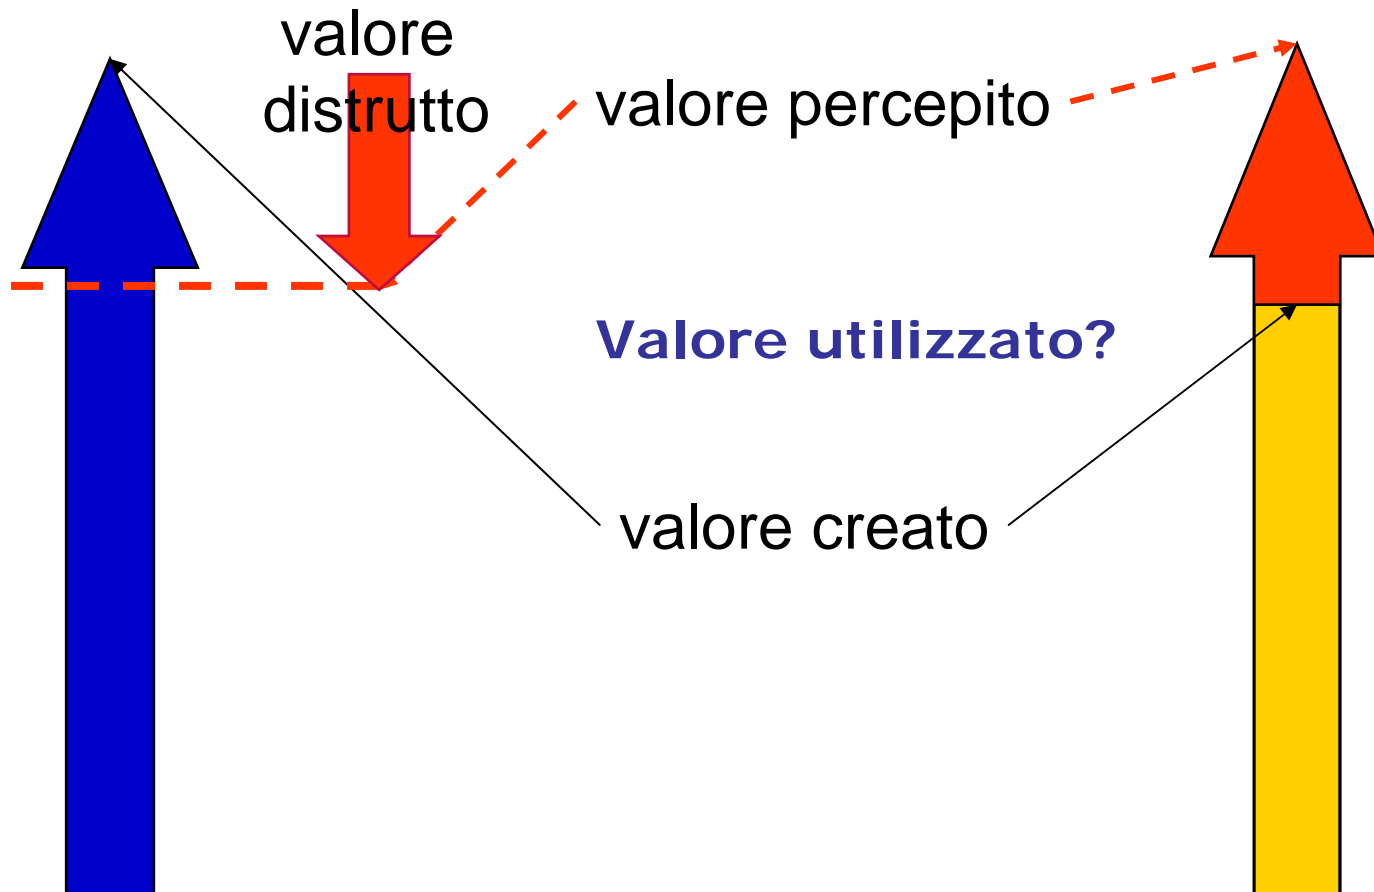 valore
distrutto
valore percepito
Valore utilizzato?
valore creato